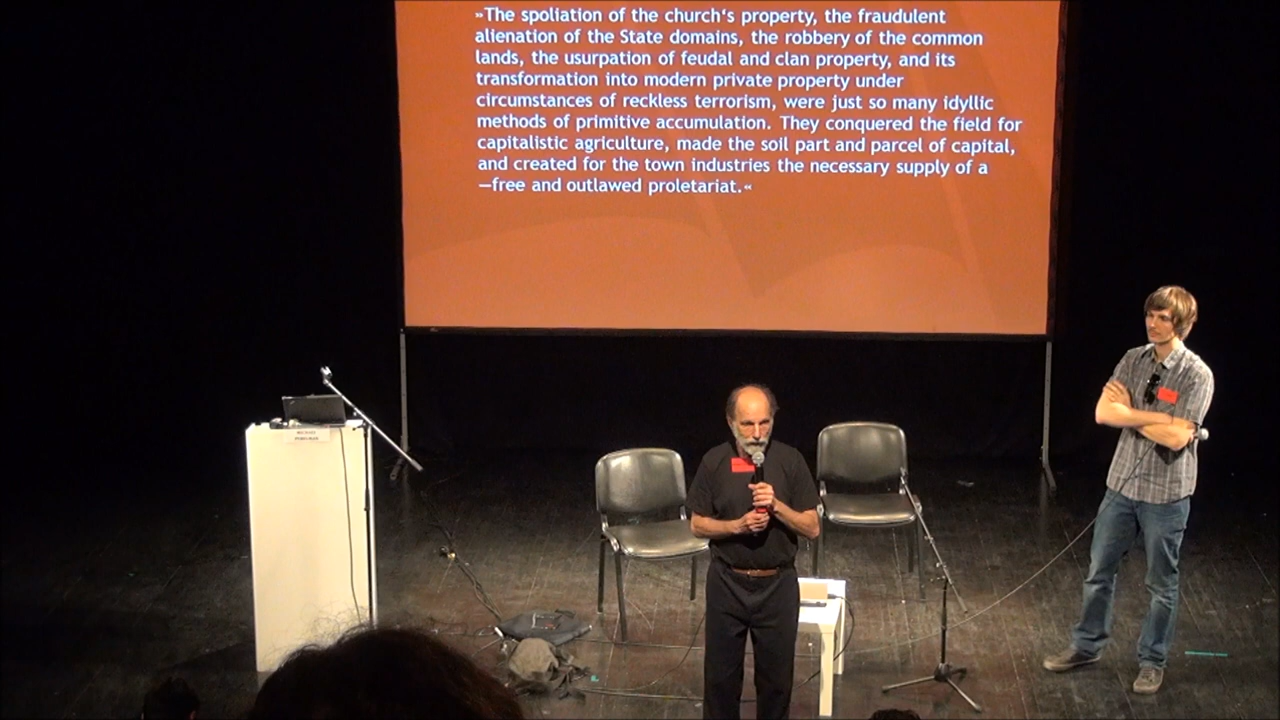 »The spoliation of the church‘s property, the fraudulent
alienation of the State domains, the robbery of the common
lands, the usurpation of feudal and clan property, and its
transformation into modern private property under
circumstances of reckless terrorism, were just so many idyllic
methods of primitive accumulation. They conquered the field for
capitalistic agriculture, made the soil part and parcel of capital,
and created for the town industries the necessary supply of a
—free and outlawed proletariat.«